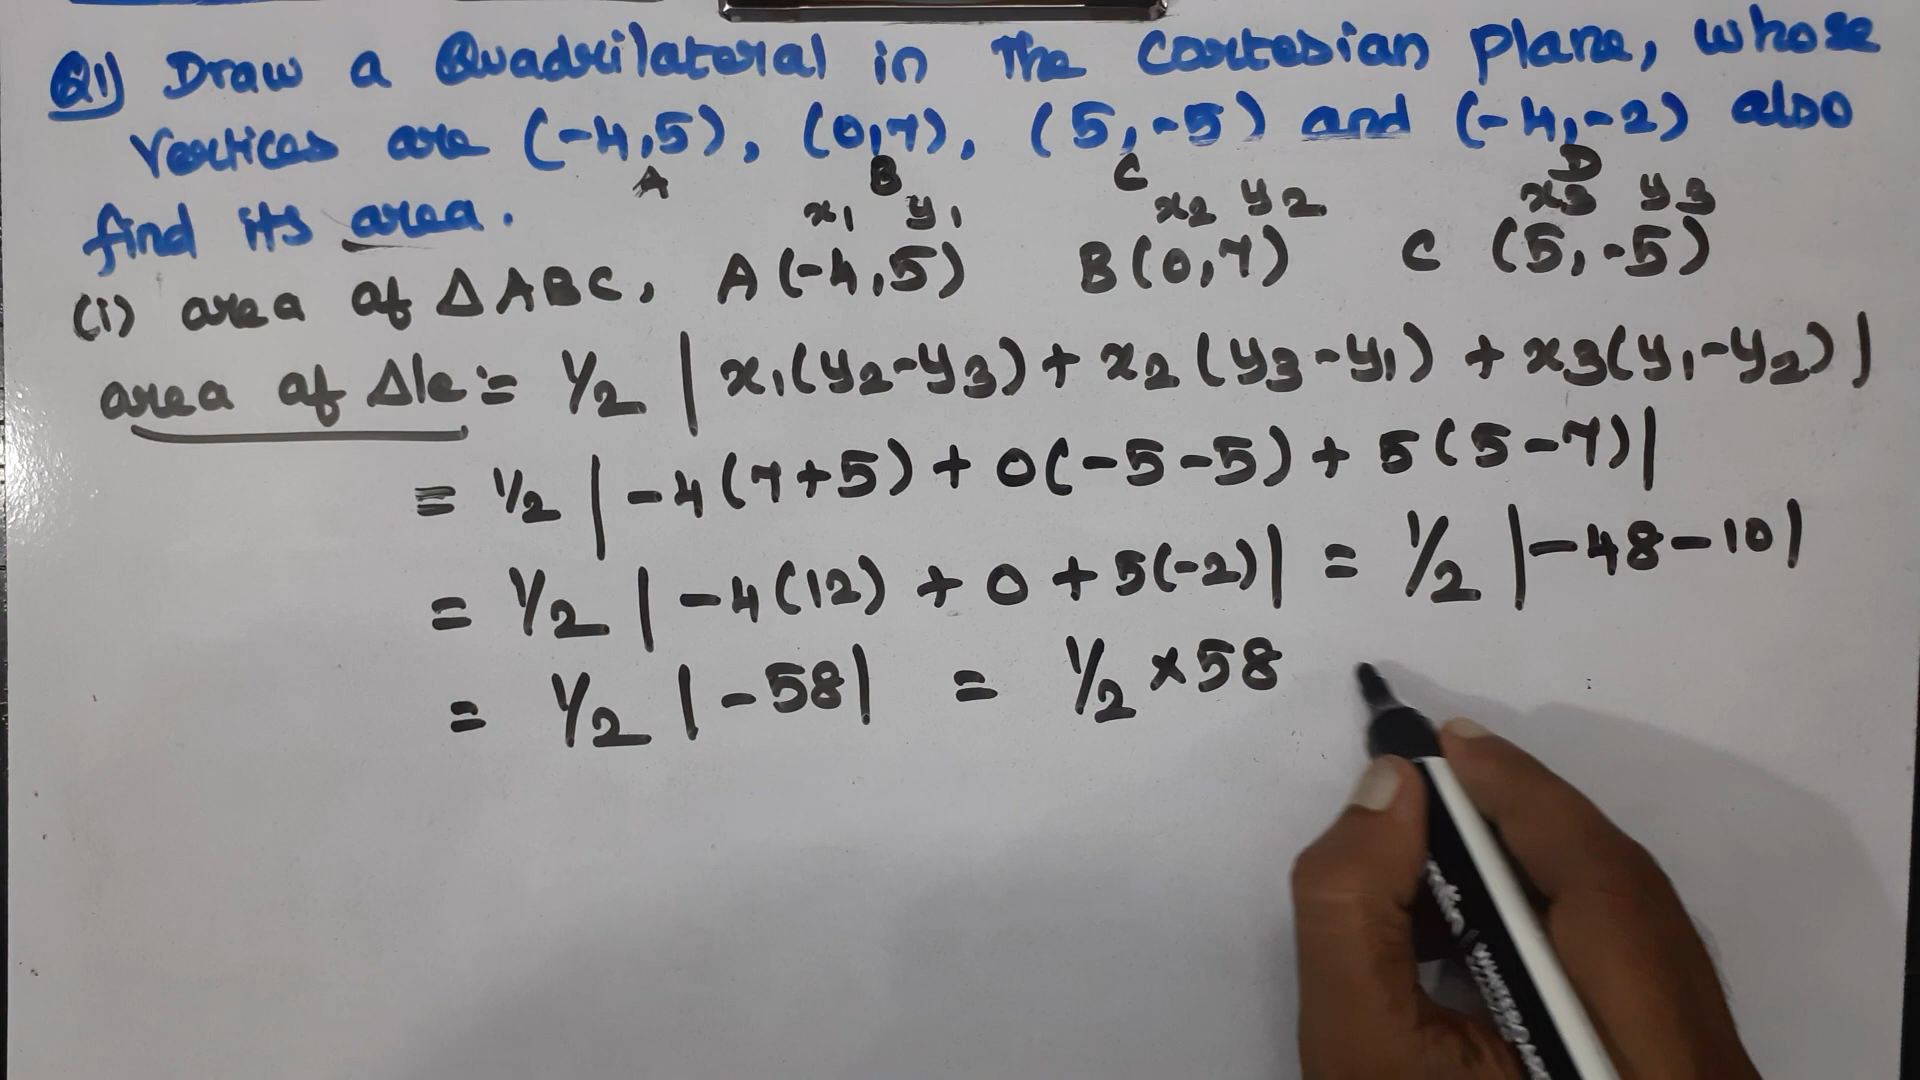 Q1) Draw a Quadrilateral in The Cartesian Plane, whose
Vertices are (-4,5), (0,7), (5,-5) and (-4,-2) also
A B C D
find its area.
x1 y1 x2 y2 x3 y3
(i) area of ΔABC, A(-4,5) B(0,7) C (5,-5)
area of Δle = 1/2 | x1(y2-y3) + x2(y3-y1) + x3(y1-y2)|
= 1/2 |-4(7+5) + 0(-5-5) + 5(5-7)|
= 1/2 |-4(12) + 0 + 5(-2)| = 1/2 |-48-10|
= 1/2 |-58| = 1/2 × 58